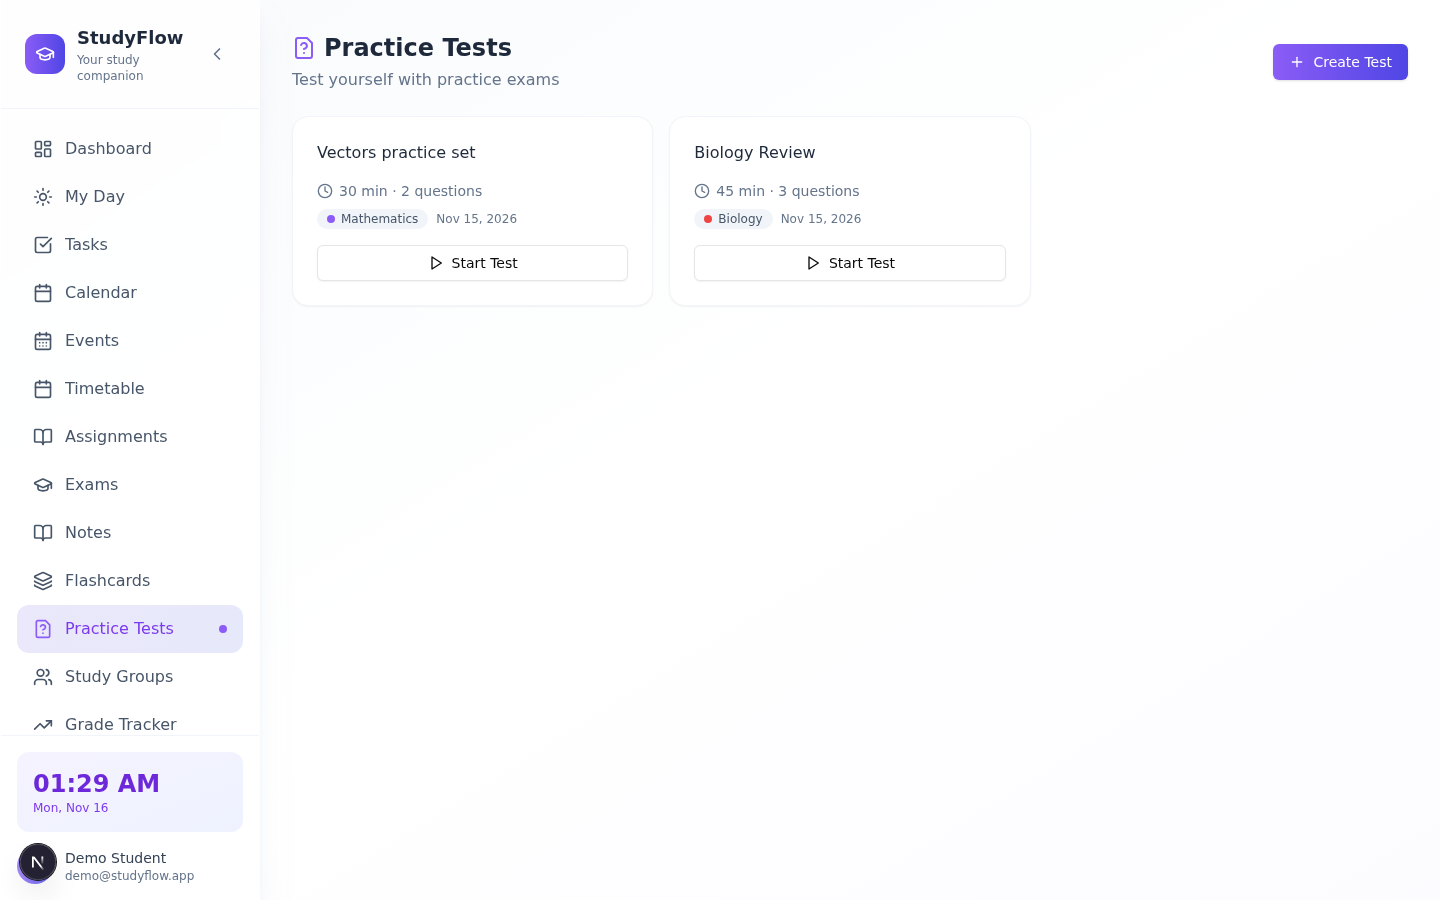 StudyFlow
Your study
companion
Dashboard
My Day
Tasks
Calendar
Events
Timetable
Assignments
Exams
Notes
Flashcards
Practice Tests
Study Groups
Grade Tracker
01:29 AM
Mon, Nov 16
N
Demo Student
demo@studyflow.app
Practice Tests
Test yourself with practice exams
Create Test
Vectors practice set
30 min · 2 questions
Mathematics Nov 15, 2026
Start Test
Biology Review
45 min · 3 questions
Biology Nov 15, 2026
Start Test